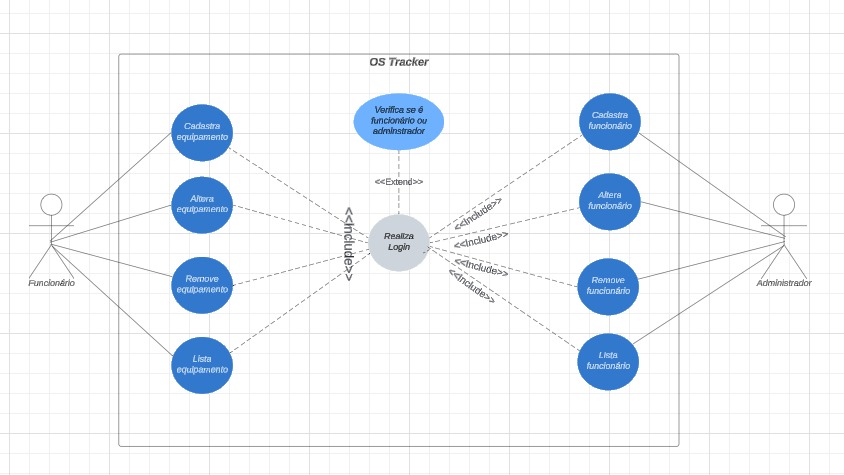 OS Tracker
Cadastra
equipamento
Altera
equipamento
Remove
equipamento
Lista
equipamento
Funcionário
Verifica se é
funcionário ou
adminstrador
<<Extend>>
Realiza
Login
<<Include>>
<<Include>>
<<Include>>
<<Include>>
<<Include>>
Cadastra
funcionário
Altera
funcionário
Remove
funcionário
Lista
funcionário
Administrador